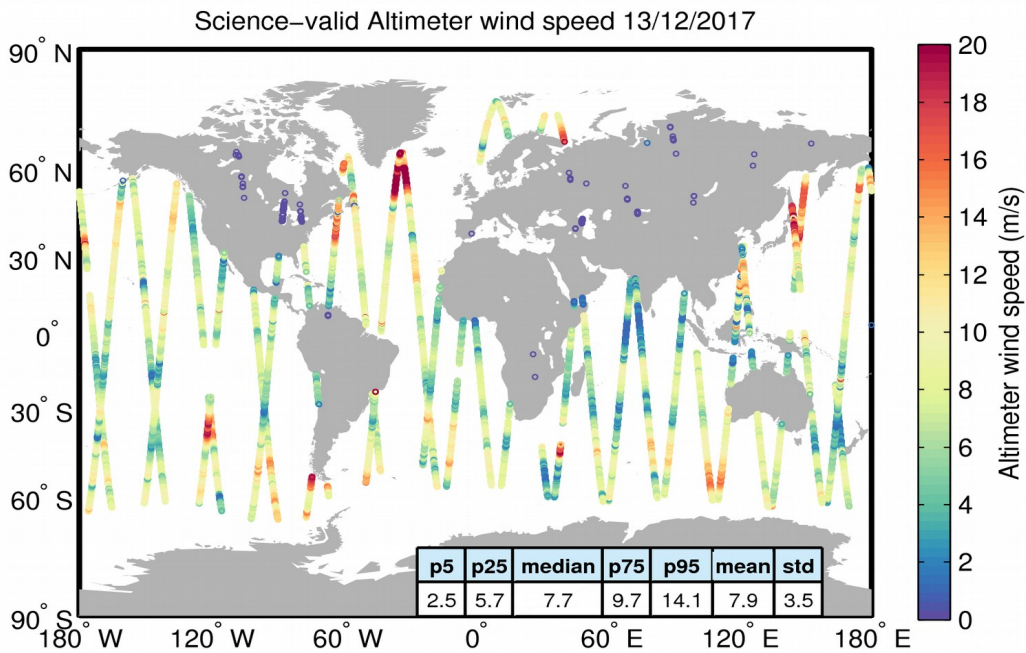 Science−valid Altimeter wind speed 13/12/2017
90° N
60° N
30° N
0°
30° S
60° S
90° S
180° W
120° W
60° W
0°
60° E
120° E
180° E
p5 p25 median p75 p95 mean std
2.5 5.7 7.7 9.7 14.1 7.9 3.5
20
18
16
14
12
10
8
6
4
2
0
Altimeter wind speed (m/s)